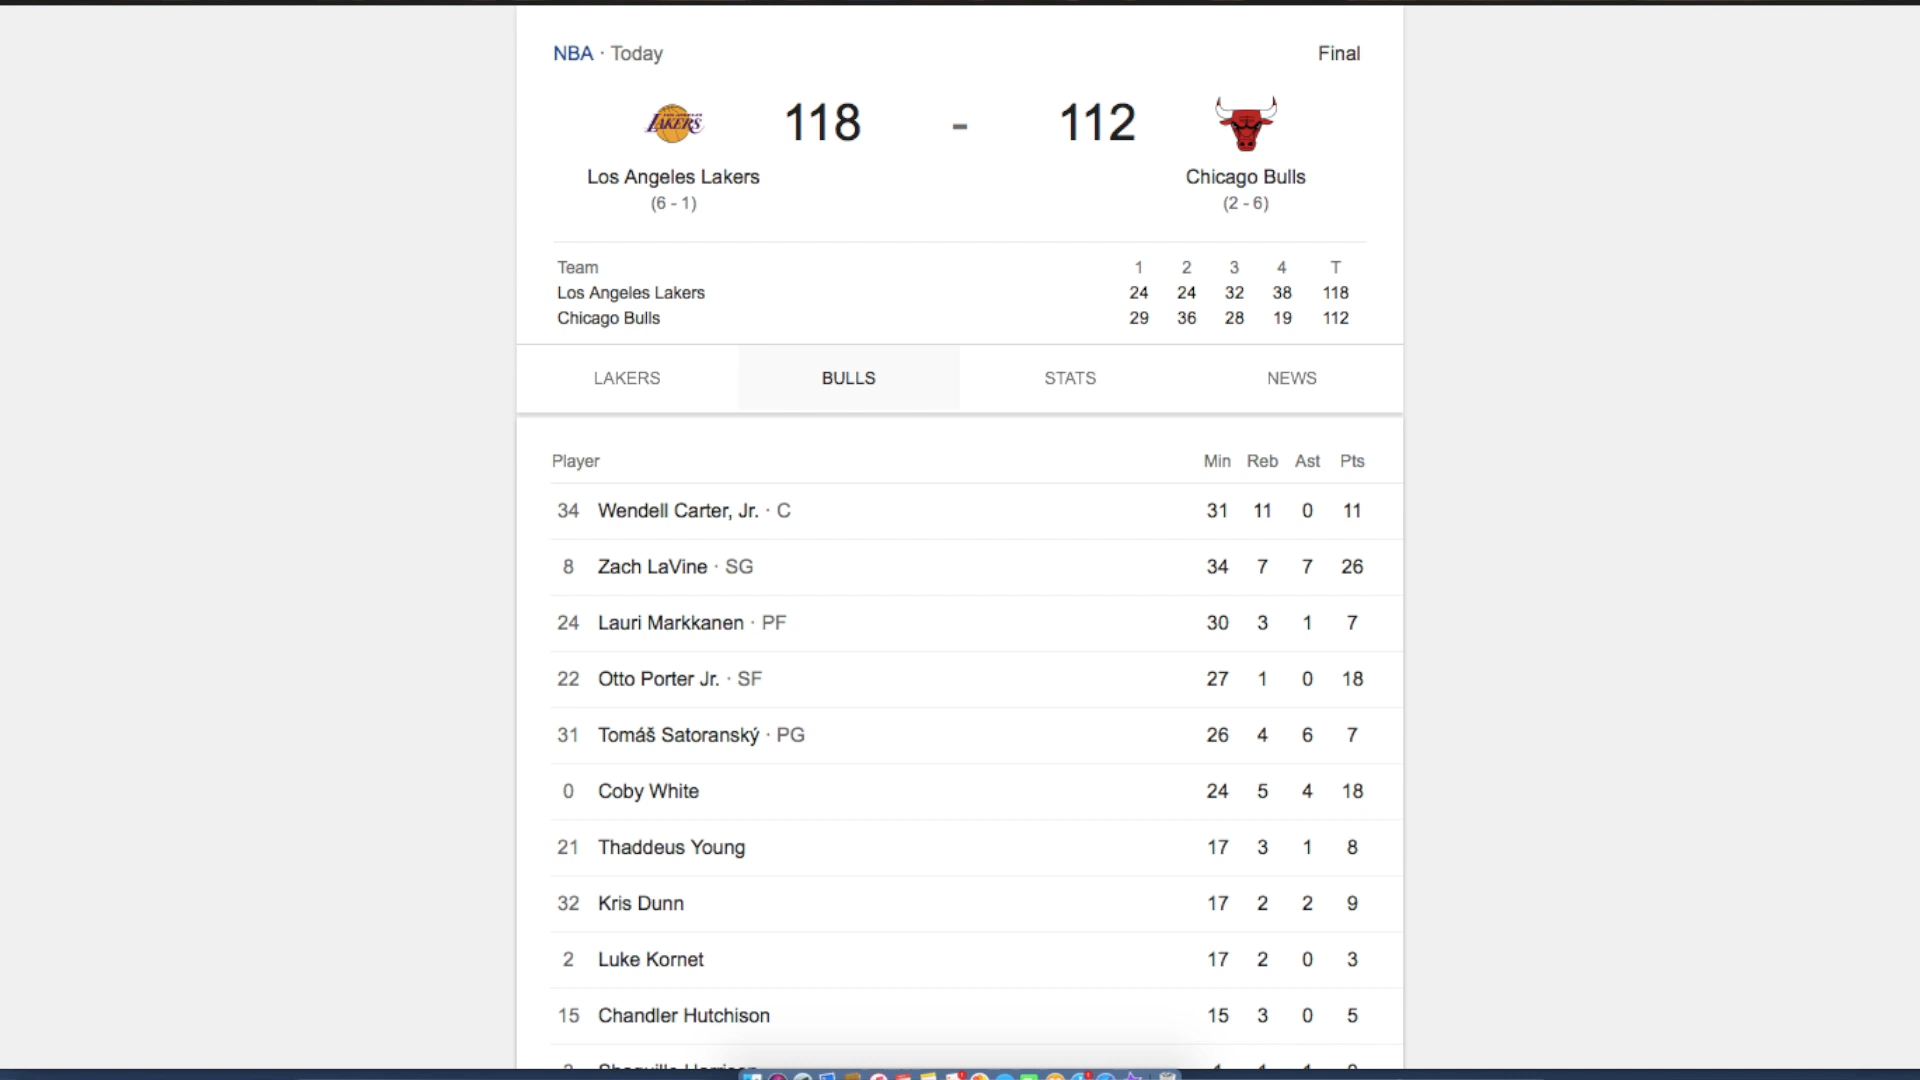 NBA · Today Final
LAKERS
118 - 112
Los Angeles Lakers Chicago Bulls
(6 - 1) (2 - 6)
Team 1 2 3 4 T
Los Angeles Lakers 24 24 32 38 118
Chicago Bulls 29 36 28 19 112
LAKERS BULLS STATS NEWS
Player Min Reb Ast Pts
34 Wendell Carter, Jr. · C 31 11 0 11
8 Zach LaVine · SG 34 7 7 26
24 Lauri Markkanen · PF 30 3 1 7
22 Otto Porter Jr. · SF 27 1 0 18
31 Tomáš Satoranský · PG 26 4 6 7
0 Coby White 24 5 4 18
21 Thaddeus Young 17 3 1 8
32 Kris Dunn 17 2 2 9
2 Luke Kornet 17 2 0 3
15 Chandler Hutchison 15 3 0 5